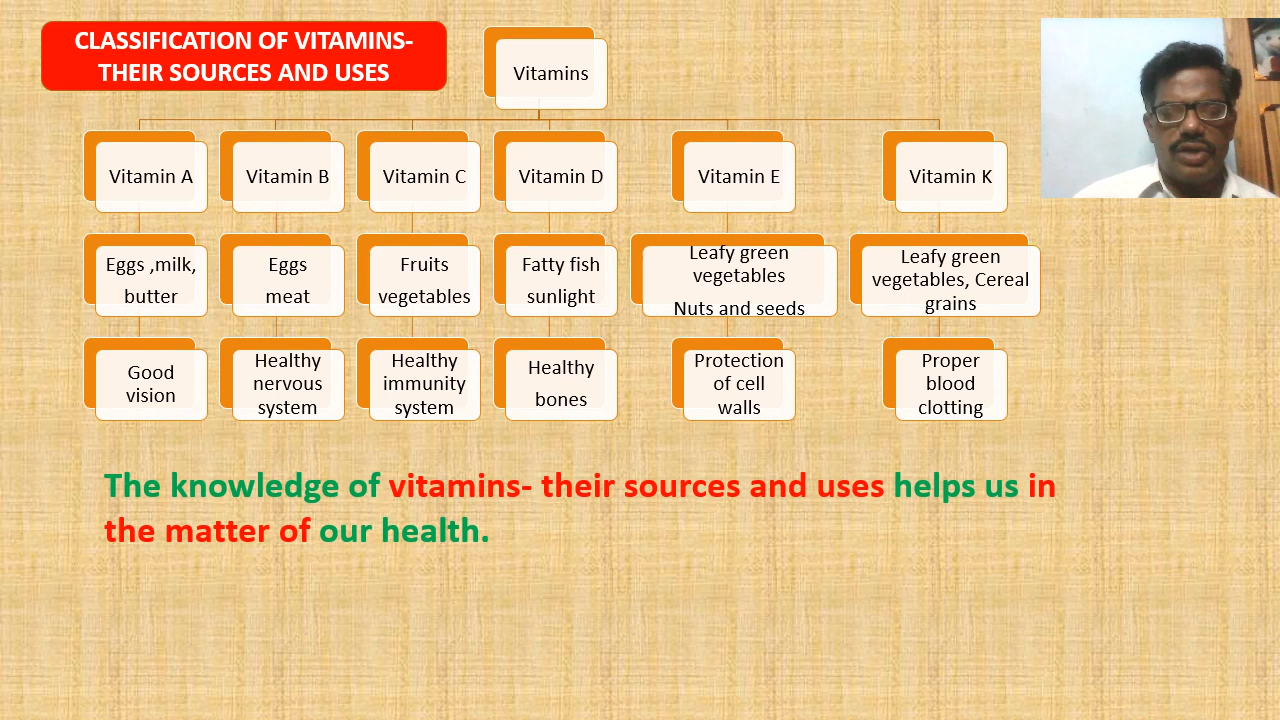 CLASSIFICATION OF VITAMINS-
THEIR SOURCES AND USES
Vitamins
Vitamin A
Vitamin B
Vitamin C
Vitamin D
Vitamin E
Vitamin K
Eggs ,milk,
butter
Eggs
meat
Fruits
vegetables
Fatty fish
sunlight
Leafy green
vegetables
Nuts and seeds
Leafy green
vegetables, Cereal
grains
Good
vision
Healthy
nervous
system
Healthy
immunity
system
Healthy
bones
Protection
of cell
walls
Proper
blood
clotting
The knowledge of vitamins- their sources and uses helps us in
the matter of our health.